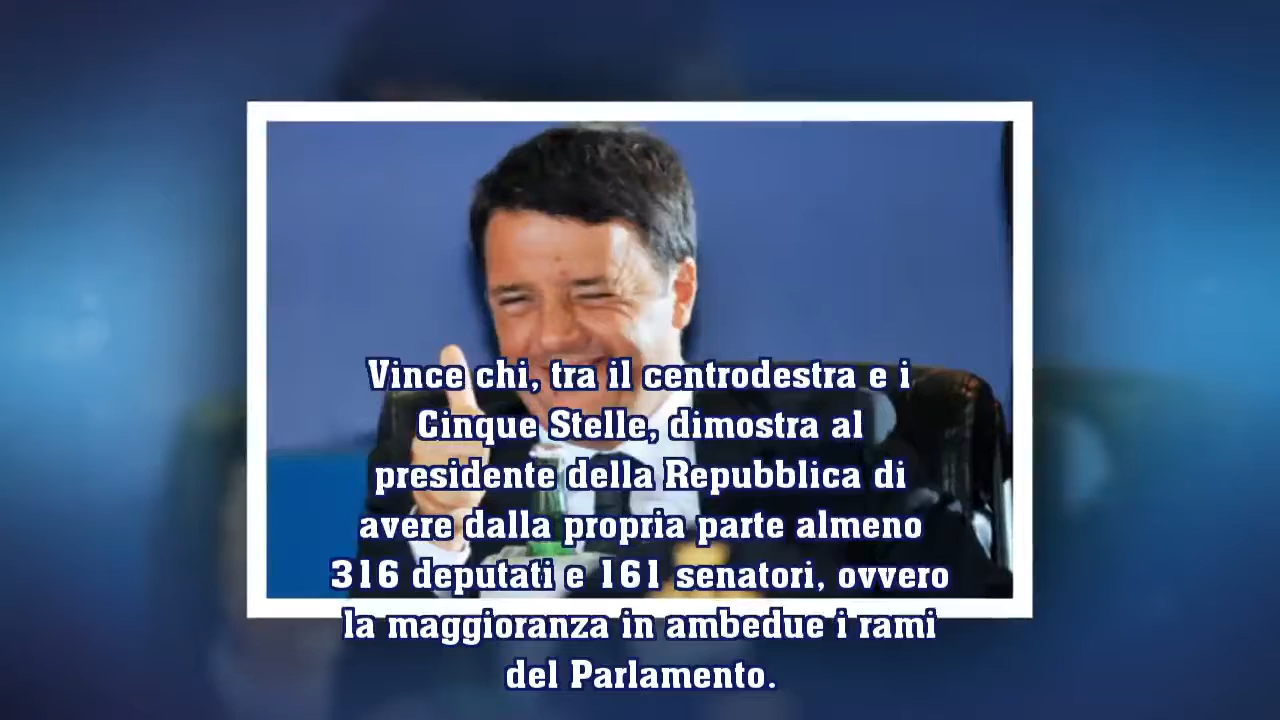 Vince chi, tra il centrodestra e i
Cinque Stelle, dimostra al
presidente della Repubblica di
avere dalla propria parte almeno
316 deputati e 161 senatori, ovvero
la maggioranza in ambedue i rami
del Parlamento.